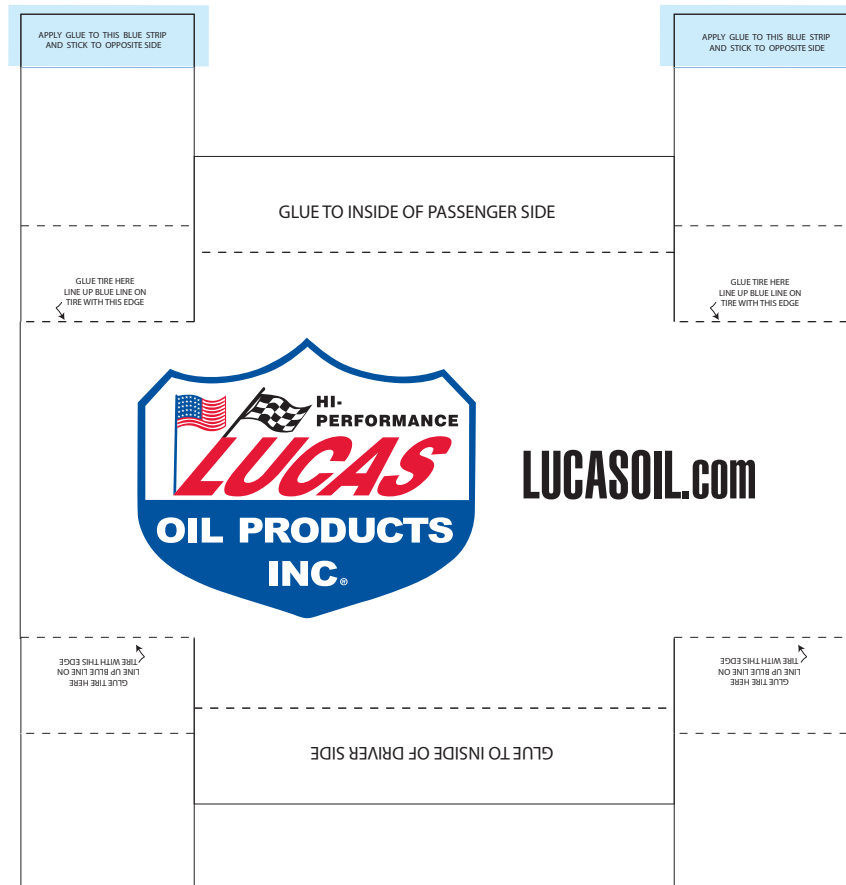 APPLY GLUE TO THIS BLUE STRIP
AND STICK TO OPPOSITE SIDE
APPLY GLUE TO THIS BLUE STRIP
AND STICK TO OPPOSITE SIDE
GLUE TO INSIDE OF PASSENGER SIDE
GLUE TIRE HERE
LINE UP BLUE LINE ON
TIRE WITH THIS EDGE
GLUE TIRE HERE
LINE UP BLUE LINE ON
TIRE WITH THIS EDGE
HI-
PERFORMANCE
LUCAS
OIL PRODUCTS
INC.®
LUCASOIL.com
GLUE TIRE HERE
LINE UP BLUE LINE ON
TIRE WITH THIS EDGE
GLUE TIRE HERE
LINE UP BLUE LINE ON
TIRE WITH THIS EDGE
GLUE TO INSIDE OF DRIVER SIDE